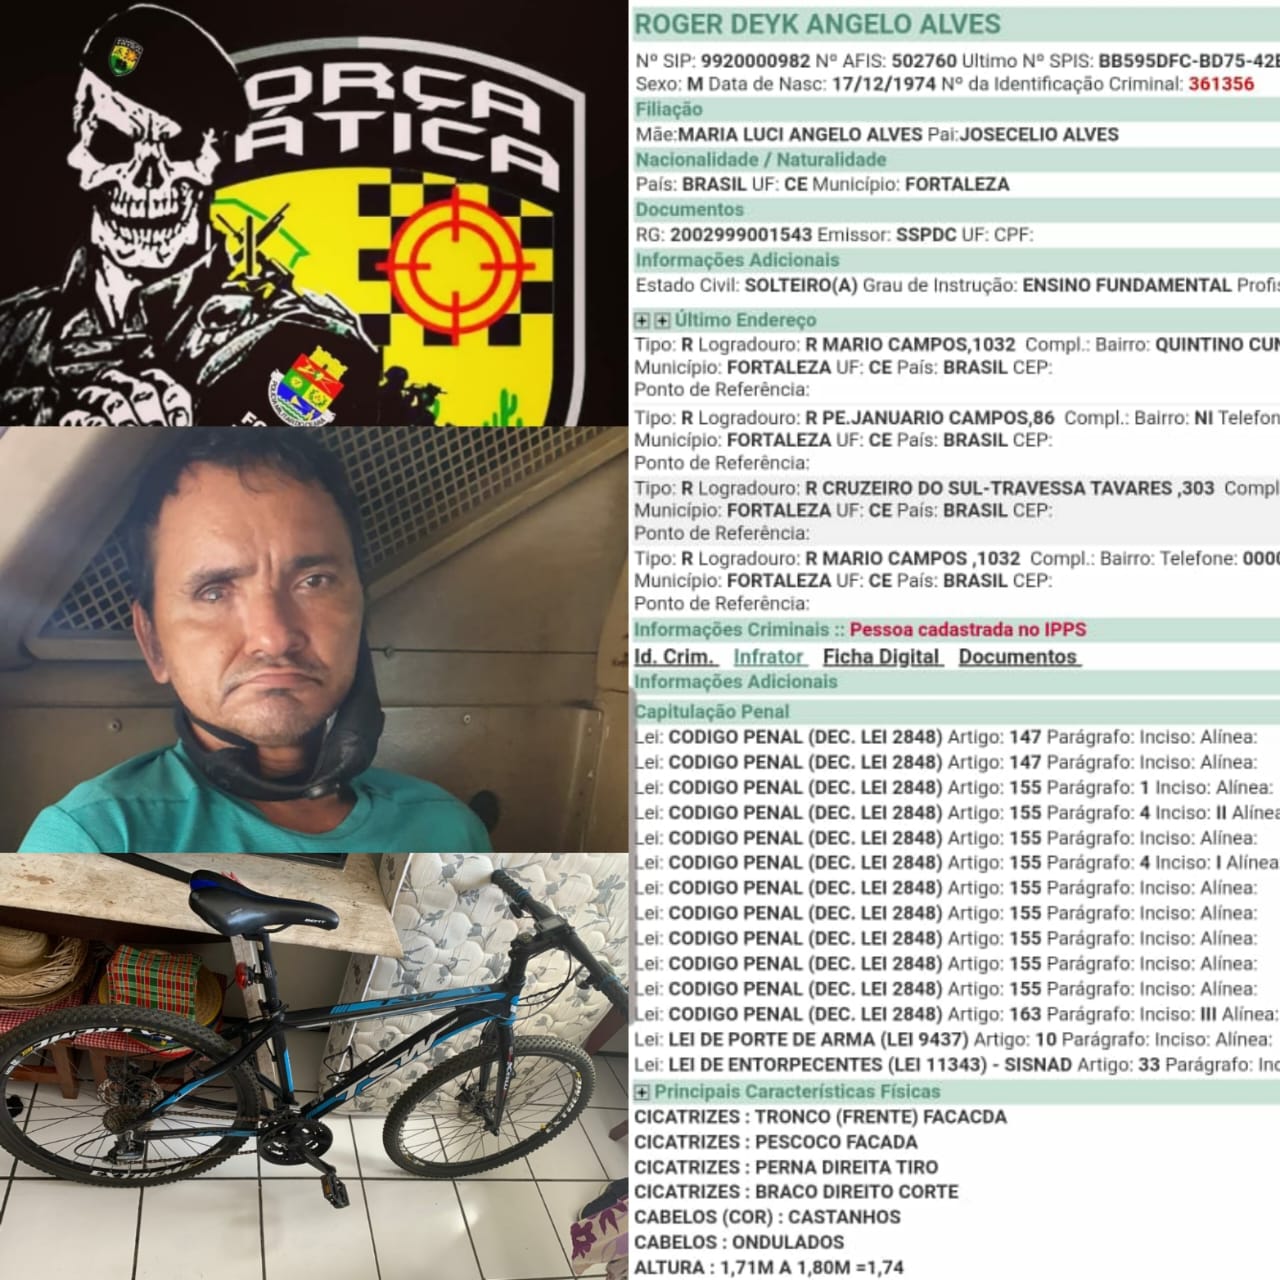 FORÇA
TÁTICA
ROGER DEYK ANGELO ALVES
Nº SIP: 9920000982 Nº AFIS: 502760 Ultimo Nº SPIS: BB595DFC-BD75-42
Sexo: M Data de Nasc: 17/12/1974 Nº da Identificação Criminal: 361356
Filiação
Mãe:MARIA LUCI ANGELO ALVES Pai:JOSECELIO ALVES
Nacionalidade / Naturalidade
País: BRASIL UF: CE Município: FORTALEZA
Documentos
RG: 2002999001543 Emissor: SSPDC UF: CPF:
Informações Adicionais
Estado Civil: SOLTEIRO(A) Grau de Instrução: ENSINO FUNDAMENTAL Profis
Último Endereço
Tipo: R Logradouro: R MARIO CAMPOS,1032 Compl.: Bairro: QUINTINO CUN
Município: FORTALEZA UF: CE País: BRASIL CEP:
Ponto de Referência:
Tipo: R Logradouro: R PE.JANUARIO CAMPOS,86 Compl.: Bairro: NI Telefon
Município: FORTALEZA UF: CE País: BRASIL CEP:
Ponto de Referência:
Tipo: R Logradouro: R CRUZEIRO DO SUL-TRAVESSA TAVARES ,303 Compl
Município: FORTALEZA UF: CE País: BRASIL CEP:
Ponto de Referência:
Tipo: R Logradouro: R MARIO CAMPOS ,1032 Compl.: Bairro: Telefone: 000
Município: FORTALEZA UF: CE País: BRASIL CEP:
Ponto de Referência:
Informações Criminais :: Pessoa cadastrada no IPPS
Id. Crim. Infrator Ficha Digital Documentos
Informações Adicionais
Capitulação Penal
Lei: CODIGO PENAL (DEC. LEI 2848) Artigo: 147 Parágrafo: Inciso: Alínea:
Lei: CODIGO PENAL (DEC. LEI 2848) Artigo: 147 Parágrafo: Inciso: Alínea:
Lei: CODIGO PENAL (DEC. LEI 2848) Artigo: 155 Parágrafo: 1 Inciso: Alínea:
Lei: CODIGO PENAL (DEC. LEI 2848) Artigo: 155 Parágrafo: 4 Inciso: II Alínea
Lei: CODIGO PENAL (DEC. LEI 2848) Artigo: 155 Parágrafo: Inciso: Alínea:
Lei: CODIGO PENAL (DEC. LEI 2848) Artigo: 155 Parágrafo: 4 Inciso: I Alínea
Lei: CODIGO PENAL (DEC. LEI 2848) Artigo: 155 Parágrafo: Inciso: Alínea:
Lei: CODIGO PENAL (DEC. LEI 2848) Artigo: 155 Parágrafo: Inciso: Alínea:
Lei: CODIGO PENAL (DEC. LEI 2848) Artigo: 155 Parágrafo: Inciso: Alínea:
Lei: CODIGO PENAL (DEC. LEI 2848) Artigo: 155 Parágrafo: Inciso: Alínea:
Lei: CODIGO PENAL (DEC. LEI 2848) Artigo: 155 Parágrafo: Inciso: Alínea:
Lei: CODIGO PENAL (DEC. LEI 2848) Artigo: 163 Parágrafo: Inciso: III Alínea:
Lei: LEI DE PORTE DE ARMA (LEI 9437) Artigo: 10 Parágrafo: Inciso: Alínea:
Lei: LEI DE ENTORPECENTES (LEI 11343) - SISNAD Artigo: 33 Parágrafo: Inc
Principais Características Físicas
CICATRIZES : TRONCO (FRENTE) FACACDA
CICATRIZES : PESCOCO FACADA
CICATRIZES : PERNA DIREITA TIRO
CICATRIZES : BRACO DIREITO CORTE
CABELOS (COR) : CASTANHOS
CABELOS : ONDULADOS
ALTURA : 1,71M A 1,80M =1,74
TSW
TSW